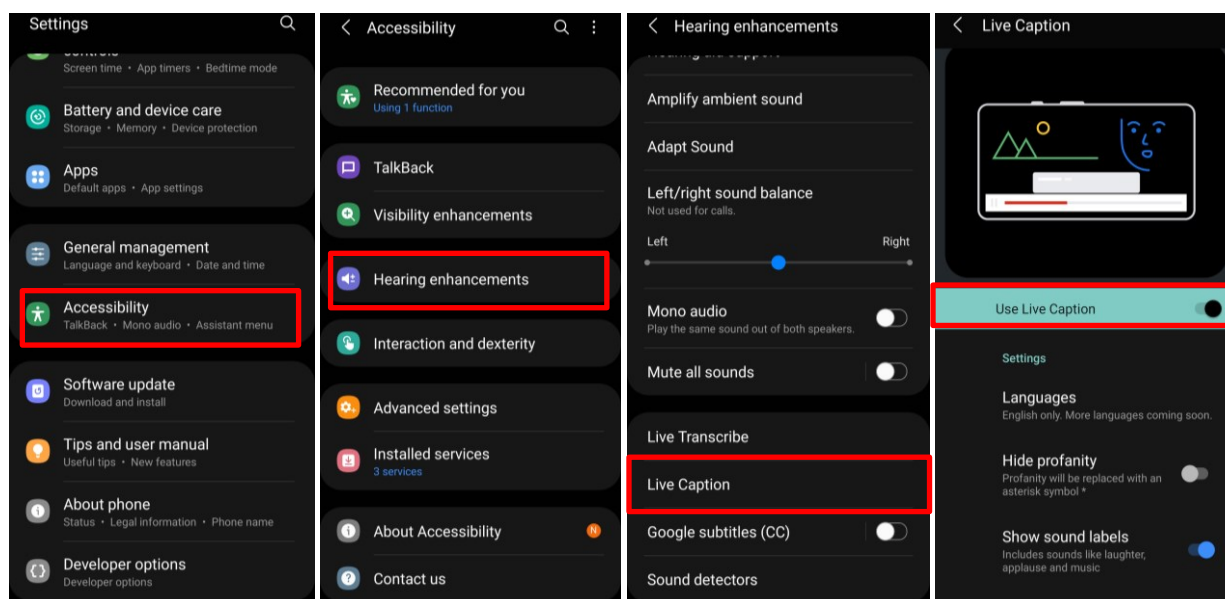 Settings
Screen time • App timers • Bedtime mode
Battery and device care
Storage • Memory • Device protection
Apps
Default apps • App settings
General management
Language and keyboard • Date and time
Accessibility
TalkBack • Mono audio • Assistant menu
Software update
Download and install
Tips and user manual
Useful tips • New features
About phone
Status • Legal information • Phone name
Developer options
Developer options
Accessibility
Recommended for you
Using 1 function
TalkBack
Visibility enhancements
Hearing enhancements
Interaction and dexterity
Advanced settings
Installed services
3 services
About Accessibility
N
Contact us
Hearing enhancements
Amplify ambient sound
Adapt Sound
Left/right sound balance
Not used for calls.
Left Right
Mono audio
Play the same sound out of both speakers.
Mute all sounds
Live Transcribe
Live Caption
Google subtitles (CC)
Sound detectors
Live Caption
Use Live Caption
Settings
Languages
English only. More languages coming soon.
Hide profanity
Profanity will be replaced with an
asterisk symbol *
Show sound labels
Includes sounds like laughter,
applause and music